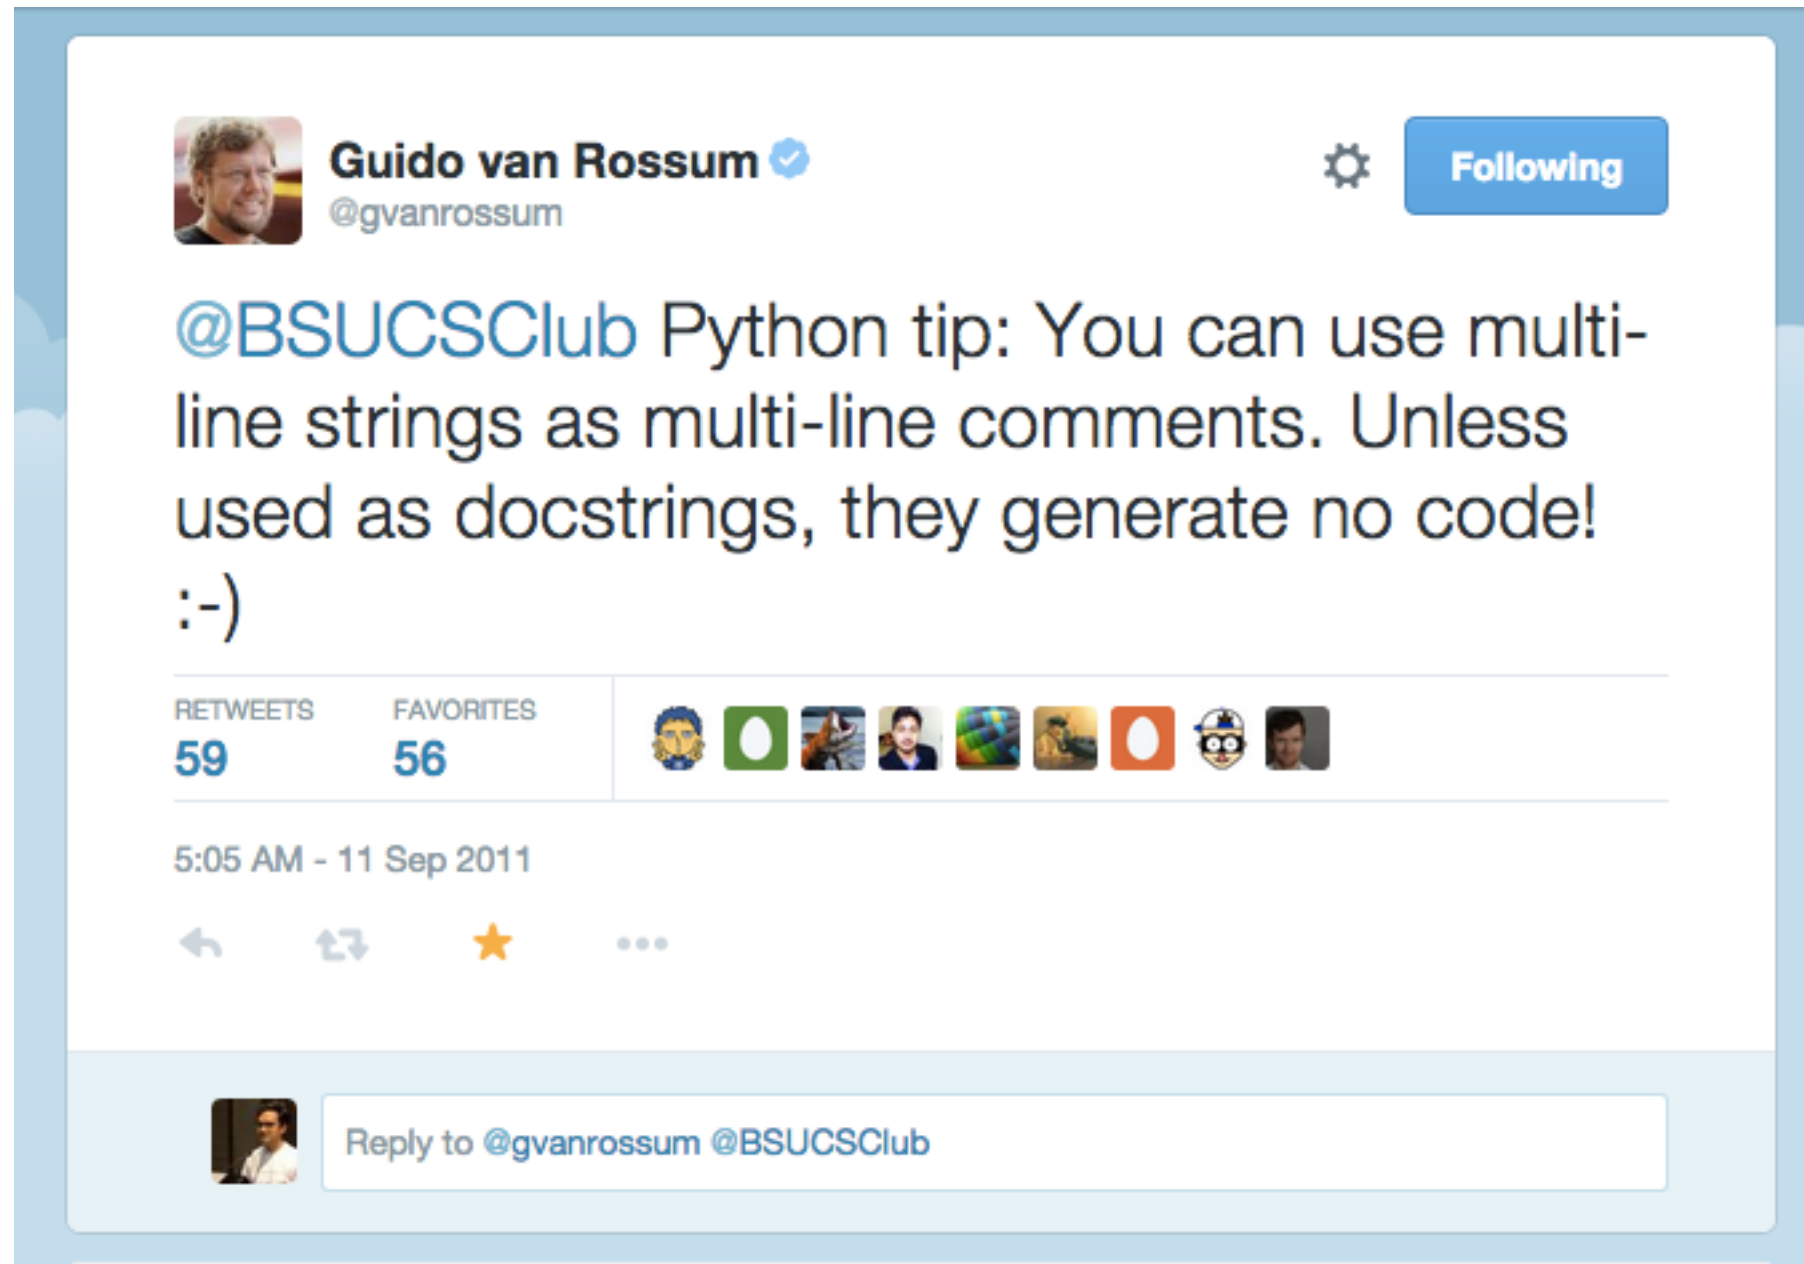 Guido van Rossum
@gvanrossum
Following
@BSUCSClub Python tip: You can use multi-
line strings as multi-line comments. Unless
used as docstrings, they generate no code!
:-)
RETWEETS FAVORITES
59 56
5:05 AM - 11 Sep 2011
Reply to @gvanrossum @BSUCSClub